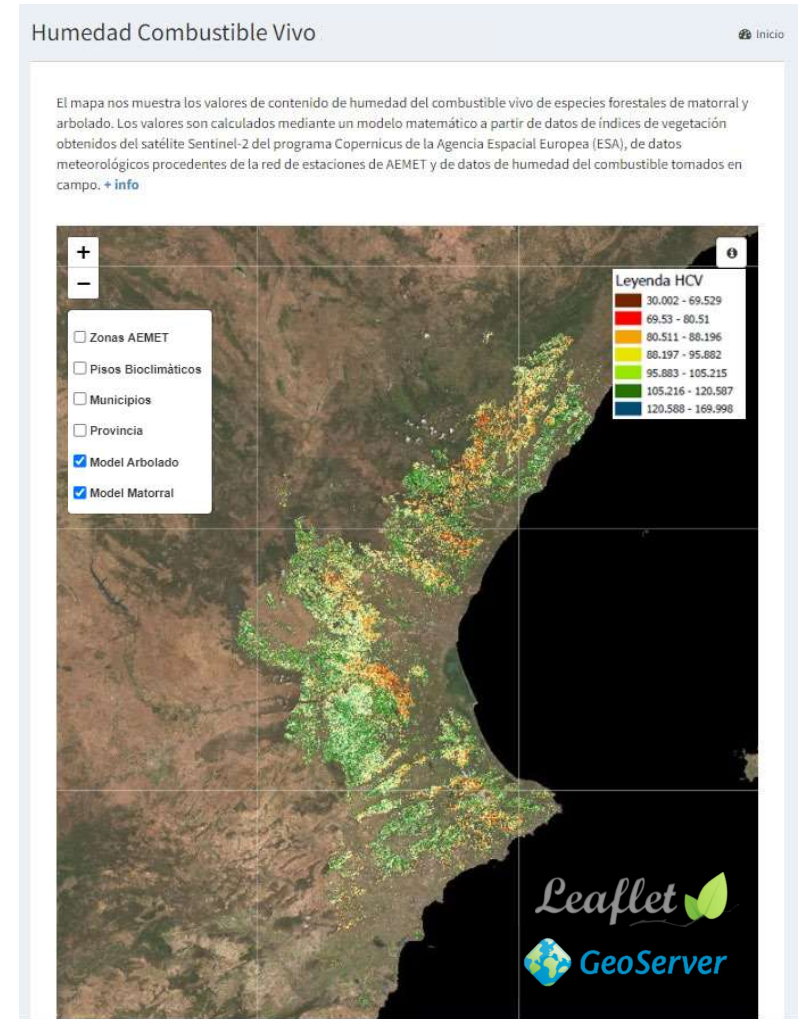 Humedad Combustible Vivo
Inicio
El mapa nos muestra los valores de contenido de humedad del combustible vivo de especies forestales de matorral y
arbolado. Los valores son calculados mediante un modelo matemático a partir de datos de índices de vegetación
obtenidos del satélite Sentinel-2 del programa Copernicus de la Agencia Espacial Europea (ESA), de datos
meteorológicos procedentes de la red de estaciones de AEMET y de datos de humedad del combustible tomados en
campo. + info
+
−
Zonas AEMET
Pisos Bioclimàticos
Municipios
Provincia
Model Arbolado
Model Matorral
Leyenda HCV
30.002 - 69.529
69.53 - 80.51
80.511 - 88.196
88.197 - 95.882
95.883 - 105.215
105.216 - 120.587
120.588 - 169.998
Leaflet
GeoServer